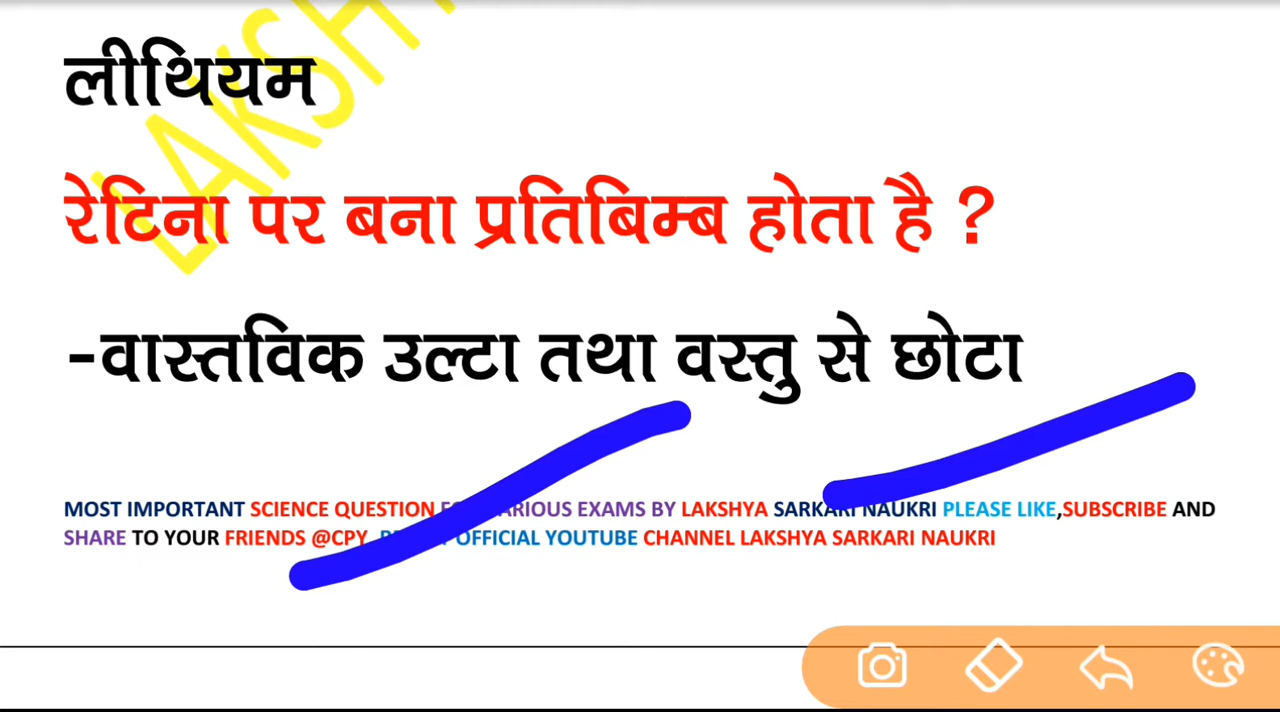 लीथियम
रेटिना पर बना प्रतिबिम्ब होता है ?
-वास्तविक उल्टा तथा वस्तु से छोटा
MOST IMPORTANT SCIENCE QUESTION VARIOUS EXAMS BY LAKSHYA SARKARI NAUKRI PLEASE LIKE,SUBSCRIBE AND
SHARE TO YOUR FRIENDS @CPY OFFICIAL YOUTUBE CHANNEL LAKSHYA SARKARI NAUKRI